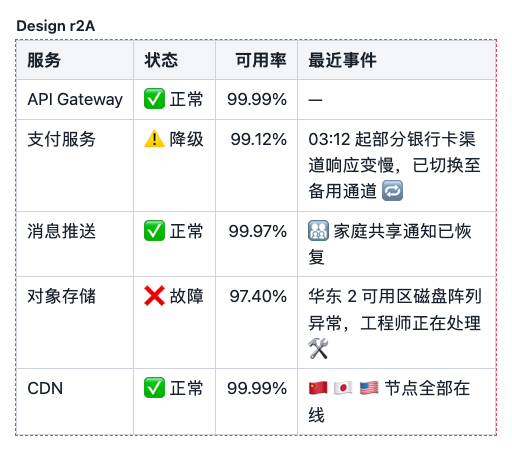 Design r2A
服务 状态 可用率 最近事件
API Gateway ✅ 正常 99.99% —
支付服务 ⚠️ 降级 99.12% 03:12 起部分银行卡渠
道响应变慢，已切换至
备用通道 🔁
消息推送 ✅ 正常 99.97% 👨‍👩‍👧‍👦 家庭共享通知已恢
复
对象存储 ❌ 故障 97.40% 华东 2 可用区磁盘阵列
异常，工程师正在处理
🛠️
CDN ✅ 正常 99.99% 🇨🇳 🇯🇵 🇺🇸 节点全部在
线